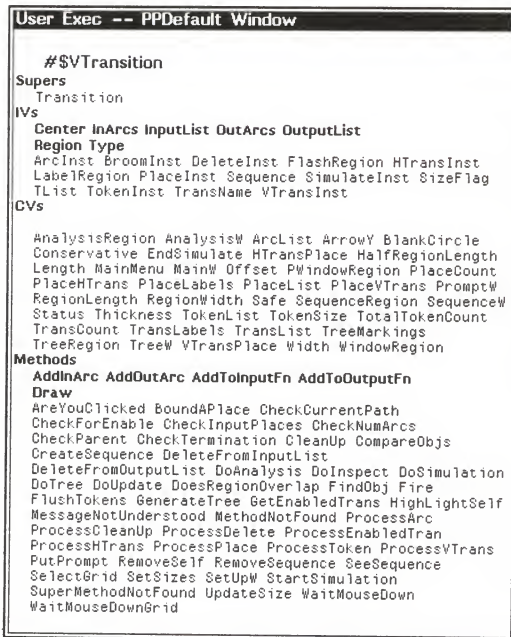 User Exec -- PPDefault Window
#$VTransition
Supers
Transition
IVs
Center InArcs InputList OutArcs OutputList
Region Type
ArcInst BroomInst DeleteInst FlashRegion HTransInst
LabelRegion PlaceInst Sequence SimulateInst SizeFlag
TList TokenInst TransName VTransInst
CVs
AnalysisRegion AnalysisW ArcList ArrowY BlankCircle
Conservative EndSimulate HTransPlace HalfRegionLength
Length MainMenu MainW Offset PWindowRegion PlaceCount
PlaceHTrans PlaceLabels PlaceList PlaceVTrans PromptW
RegionLength RegionWidth Safe SequenceRegion SequenceW
Status Thickness TokenList TokenSize TotalTokenCount
TransCount TransLabels TransList TreeMarkings
TreeRegion TreeW VTransPlace Width WindowRegion
Methods
AddInArc AddOutArc AddToInputFn AddToOutputFn
Draw
AreYouClicked BoundAPlace CheckCurrentPath
CheckForEnable CheckInputPlaces CheckNumArcs
CheckParent CheckTermination CleanUp CompareObjs
CreateSequence DeleteFromInputList
DeleteFromOutputList DoAnalysis DoInspect DoSimulation
DoTree DoUpdate DoesRegionOverlap FindObj Fire
FlushTokens GenerateTree GetEnabledTrans HighLightSelf
MessageNotUnderstood MethodNotFound ProcessArc
ProcessCleanUp ProcessDelete ProcessEnabledTran
ProcessHTrans ProcessPlace ProcessToken ProcessVTrans
PutPrompt RemoveSelf RemoveSequence SeeSequence
SelectGrid SetSizes SetUpW StartSimulation
SuperMethodNotFound UpdateSize WaitMouseDown
WaitMouseDownGrid